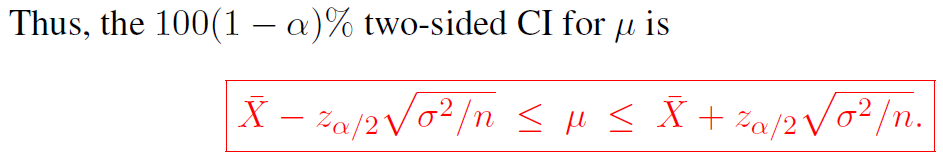 Thus, the 100(1 − α)% two-sided CI for μ is
X̄ − z_{α/2}√(σ²/n) ≤ μ ≤ X̄ + z_{α/2}√(σ²/n).